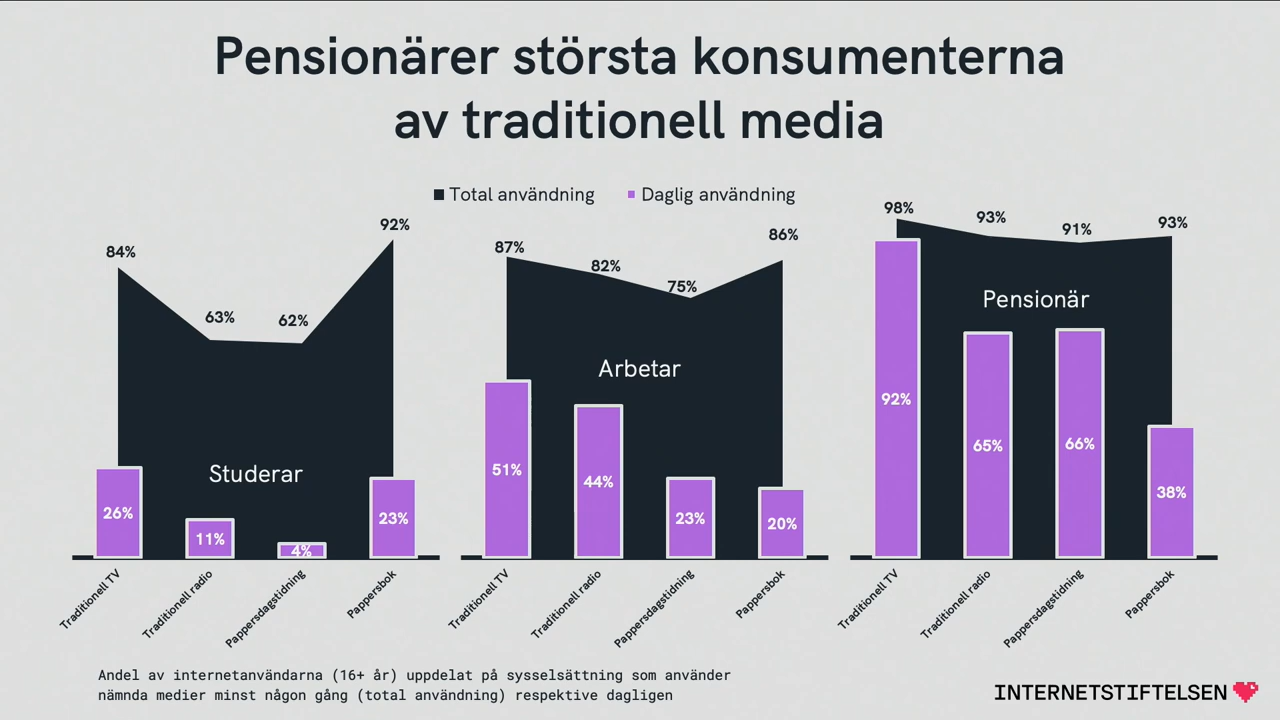 Pensionärer största konsumenterna
av traditionell media
Total användning
Daglig användning
84%
63%
62%
92%
Studerar
26%
11%
4%
23%
Traditionell TV
Traditionell radio
Pappersdagstidning
Pappersbok
87%
82%
75%
86%
Arbetar
51%
44%
23%
20%
Traditionell TV
Traditionell radio
Pappersdagstidning
Pappersbok
98%
93%
91%
93%
Pensionär
92%
65%
66%
38%
Traditionell TV
Traditionell radio
Pappersdagstidning
Pappersbok
Andel av internetanvändarna (16+ år) uppdelat på sysselsättning som använder
nämnda medier minst någon gång (total användning) respektive dagligen
INTERNETSTIFTELSEN